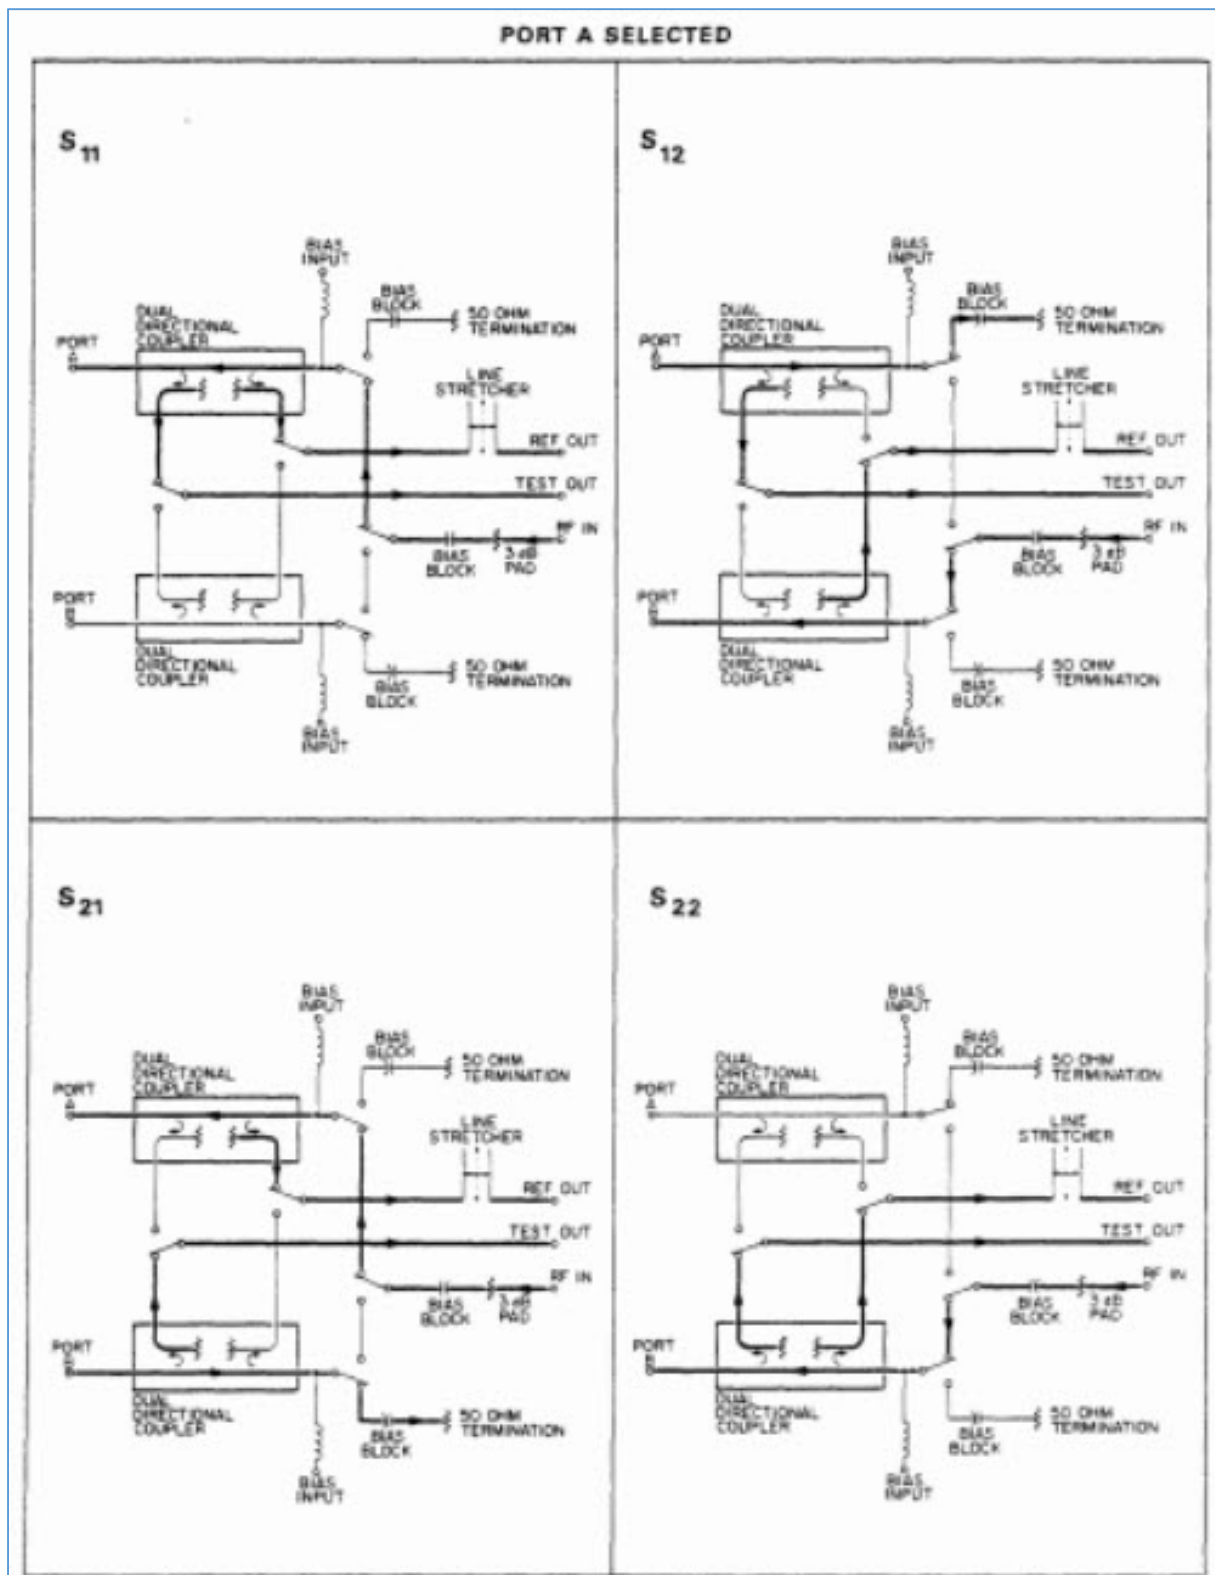 PORT A SELECTED
S11
BIAS
INPUT
BIAS
BLOCK
50 OHM
TERMINATION
DUAL
DIRECTIONAL
COUPLER
PORT
A
LINE
STRETCHER
REF OUT
TEST OUT
RF IN
BIAS
BLOCK
3 dB
PAD
PORT
B
DUAL
DIRECTIONAL
COUPLER
50 OHM
TERMINATION
BIAS
BLOCK
BIAS
INPUT
S12
BIAS
INPUT
BIAS
BLOCK
50 OHM
TERMINATION
DUAL
DIRECTIONAL
COUPLER
PORT
A
LINE
STRETCHER
REF OUT
TEST OUT
RF IN
BIAS
BLOCK
3 dB
PAD
PORT
B
DUAL
DIRECTIONAL
COUPLER
50 OHM
TERMINATION
BIAS
BLOCK
BIAS
INPUT
S21
BIAS
INPUT
BIAS
BLOCK
50 OHM
TERMINATION
DUAL
DIRECTIONAL
COUPLER
PORT
A
LINE
STRETCHER
REF OUT
TEST OUT
RF IN
BIAS
BLOCK
3 dB
PAD
PORT
B
DUAL
DIRECTIONAL
COUPLER
50 OHM
TERMINATION
BIAS
BLOCK
BIAS
INPUT
S22
BIAS
INPUT
BIAS
BLOCK
50 OHM
TERMINATION
DUAL
DIRECTIONAL
COUPLER
PORT
A
LINE
STRETCHER
REF OUT
TEST OUT
RF IN
BIAS
BLOCK
3 dB
PAD
PORT
B
DUAL
DIRECTIONAL
COUPLER
50 OHM
TERMINATION
BIAS
BLOCK
BIAS
INPUT